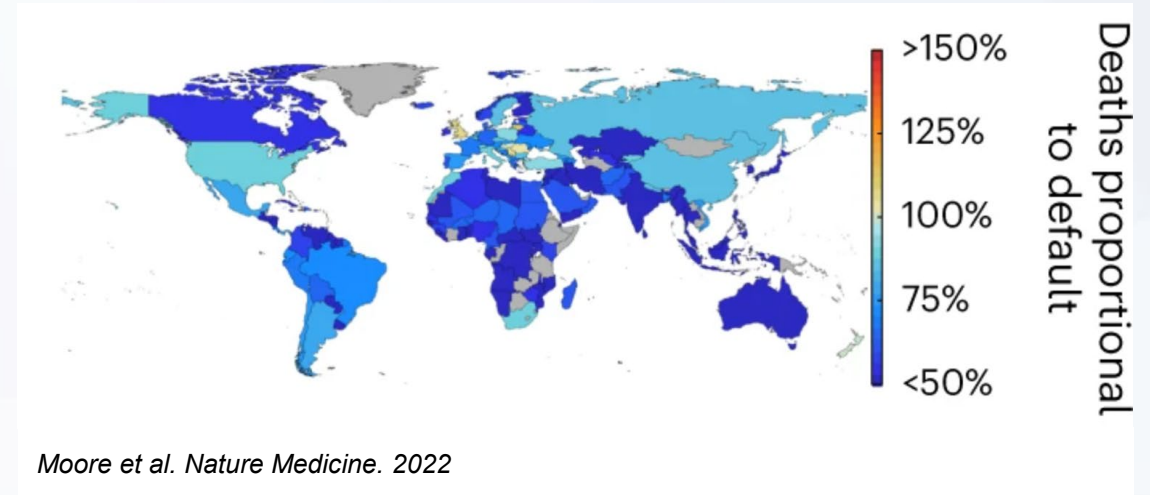 >150%
125%
100%
75%
<50%
Deaths proportional
to default
Moore et al. Nature Medicine. 2022